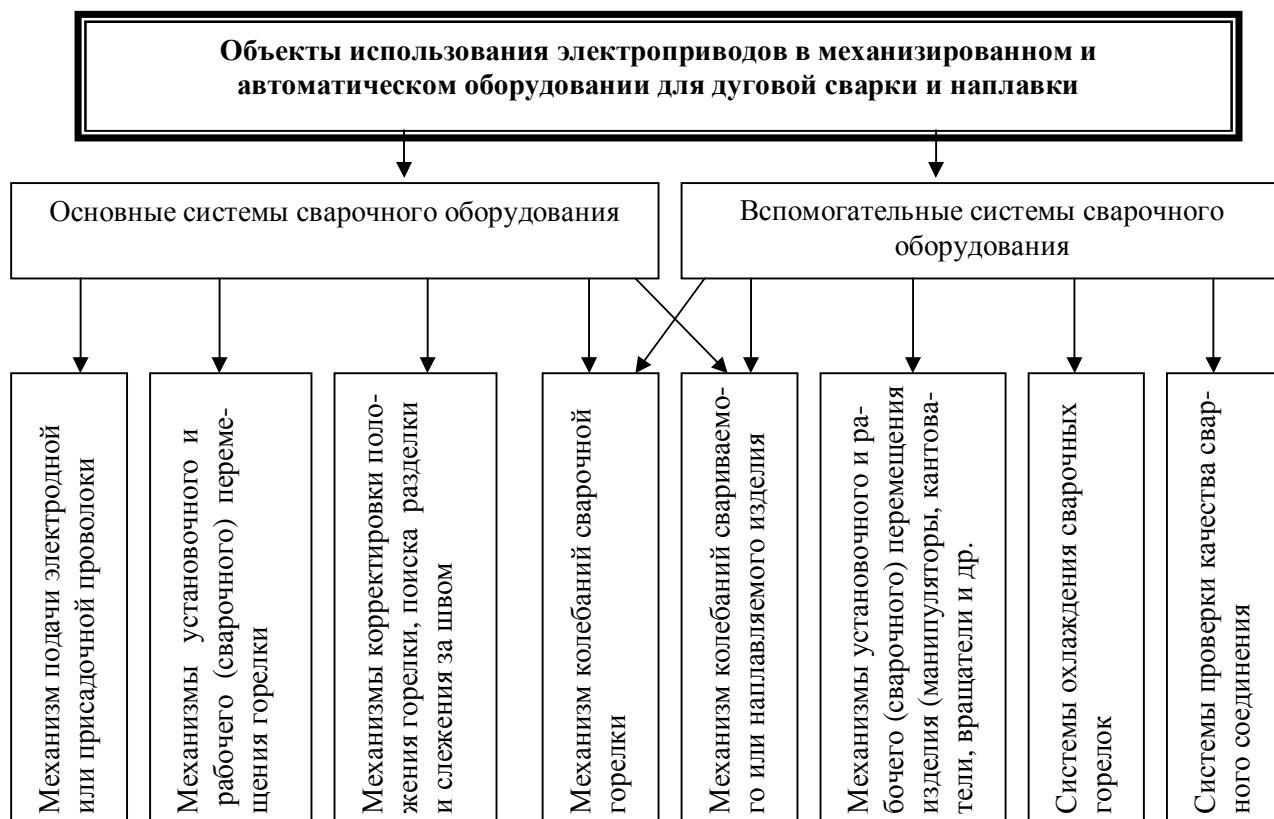 Объекты использования электроприводов в механизированном и
автоматическом оборудовании для дуговой сварки и наплавки
Основные системы сварочного оборудования
Вспомогательные системы сварочного
оборудования
Механизм подачи электродной
или присадочной проволоки
Механизмы установочного и
рабочего (сварочного) переме-
щения горелки
Механизмы корректировки поло-
жения горелки, поиска разделки
и слежения за швом
Механизм колебаний сварочной
горелки
Механизм колебаний свариваемо-
го или наплавляемого изделия
Механизмы установочного и ра-
бочего (сварочного) перемещения
изделия (манипуляторы, кантова-
тели, вращатели и др.
Системы охлаждения сварочных
горелок
Системы проверки качества свар-
ного соединения